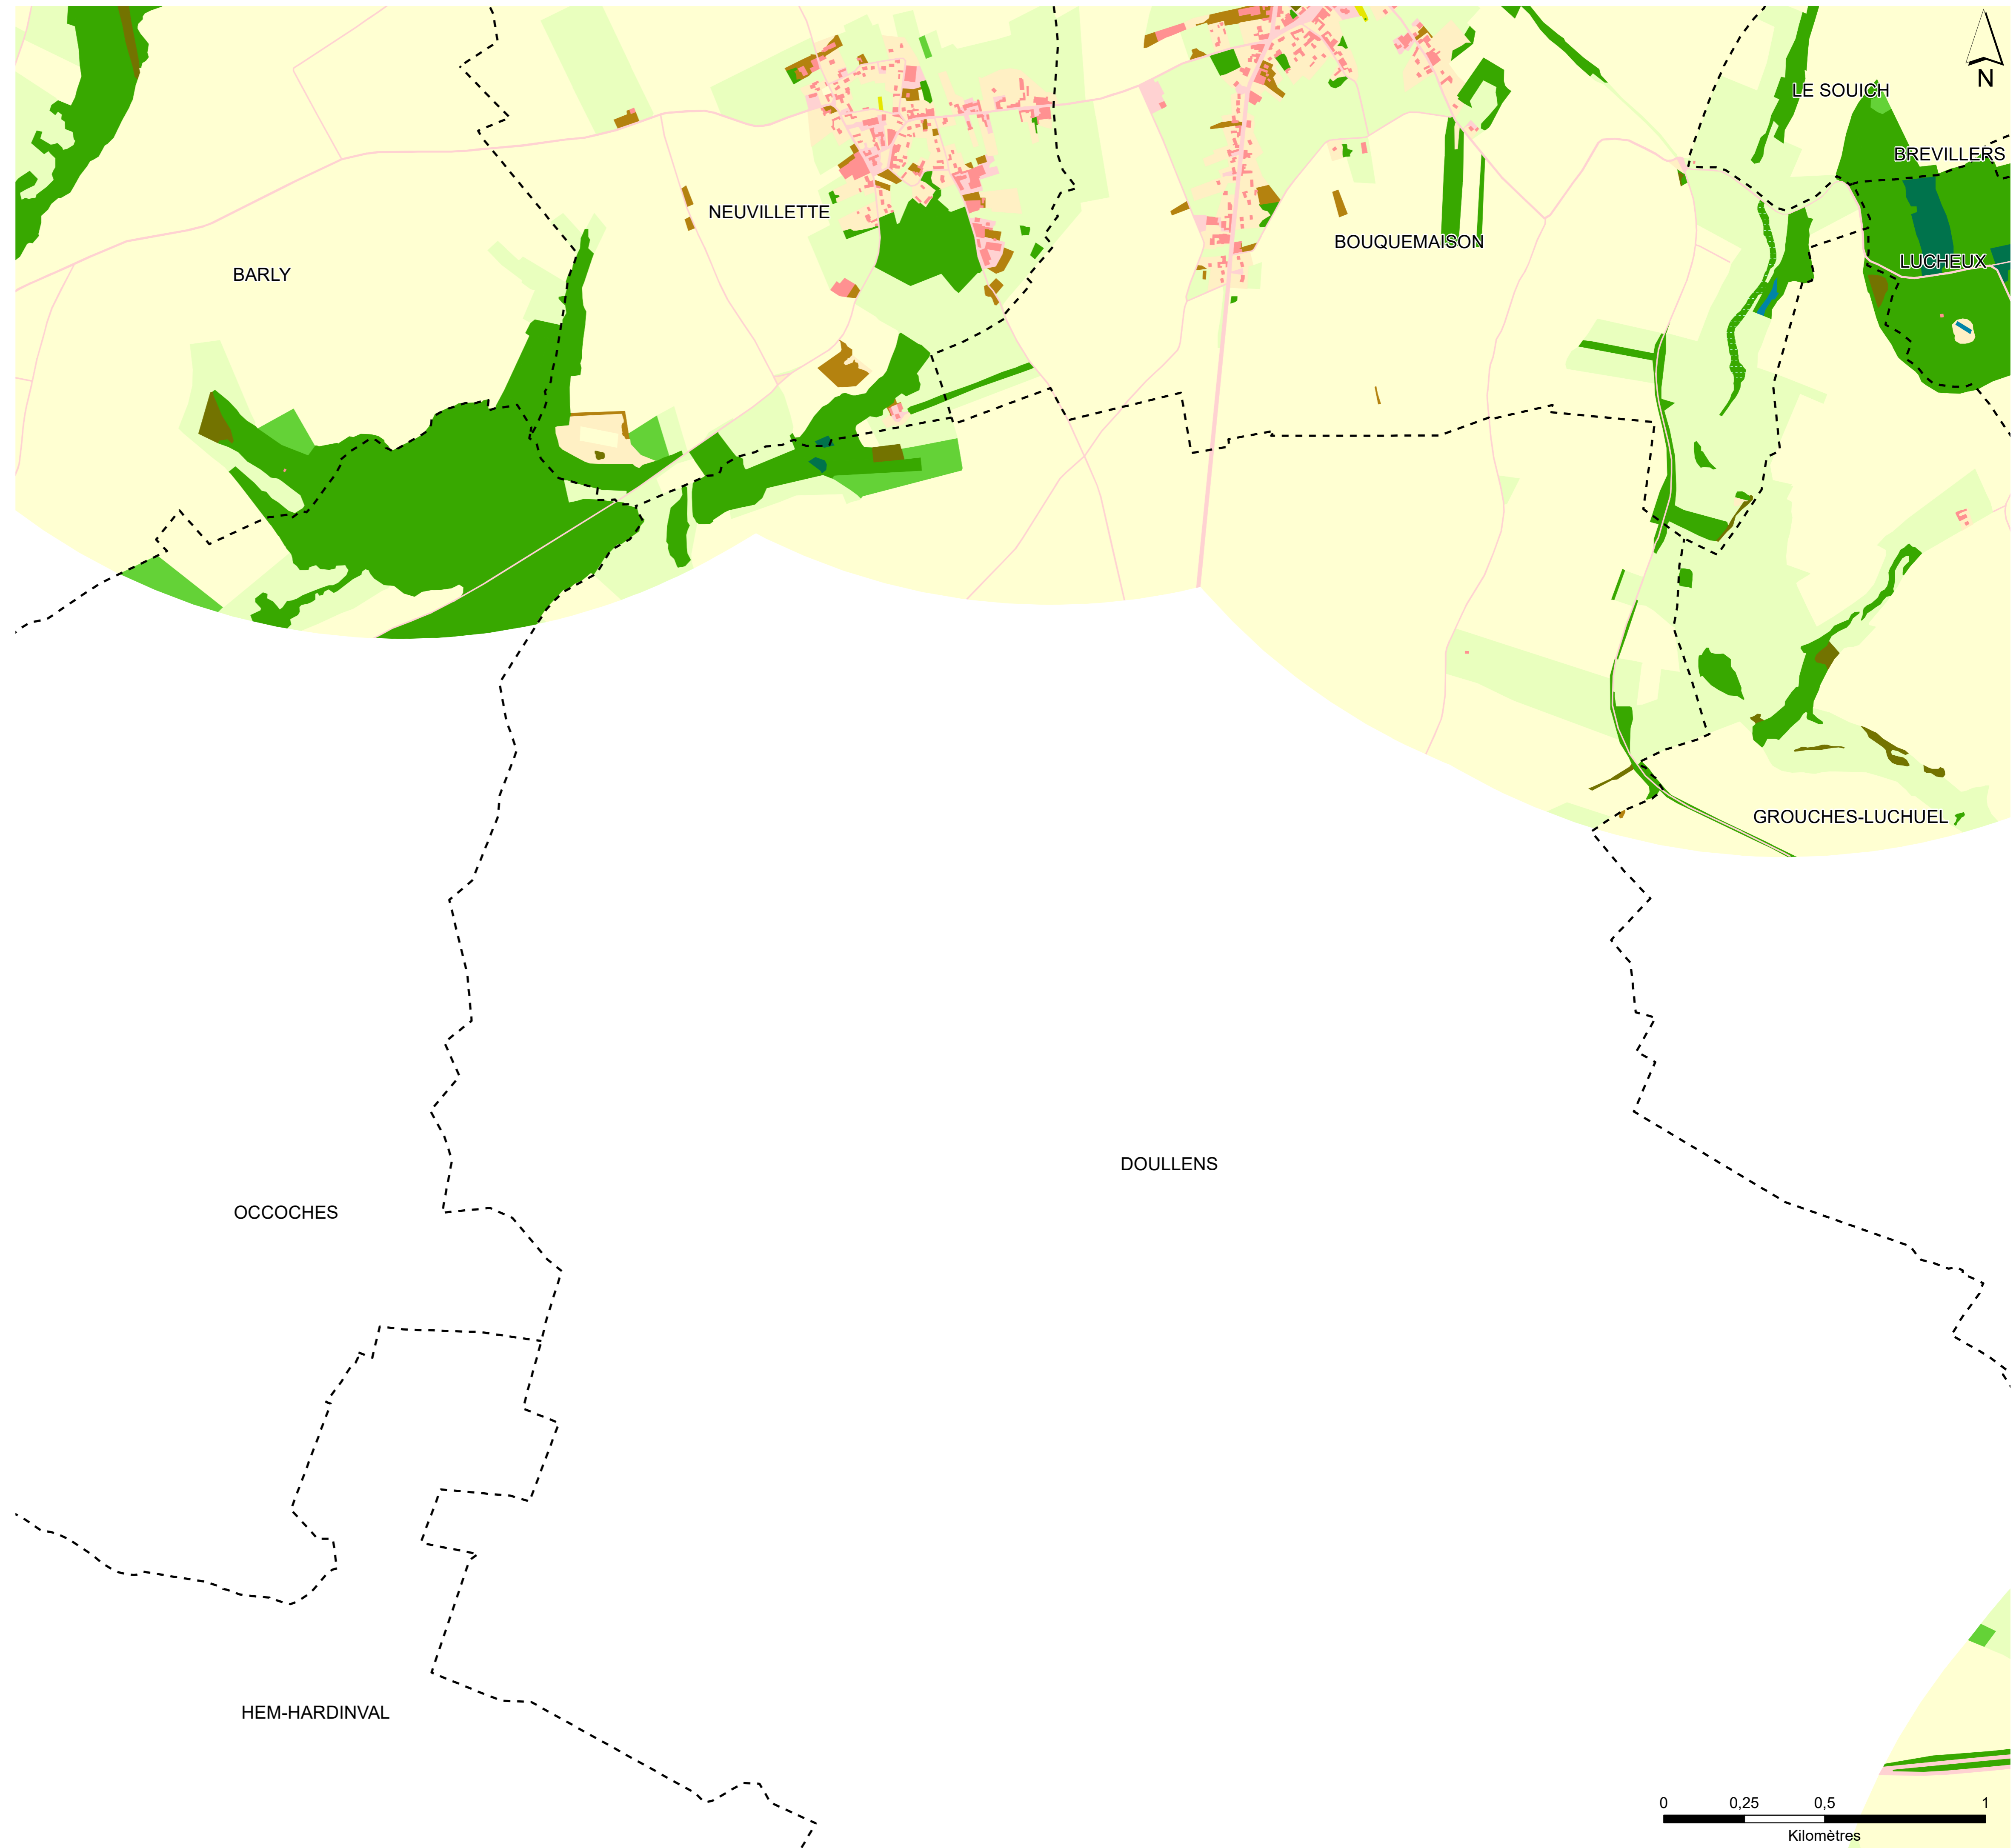 N
LE SOUICH
BREVILLERS
NEUVILLETTE
BOUQUEMAISON
LUCHEUX
BARLY
GROUCHES-LUCHUEL
DOULLENS
OCCOCHES
HEM-HARDINVAL
0 0,25 0,5 1
Kilomètres